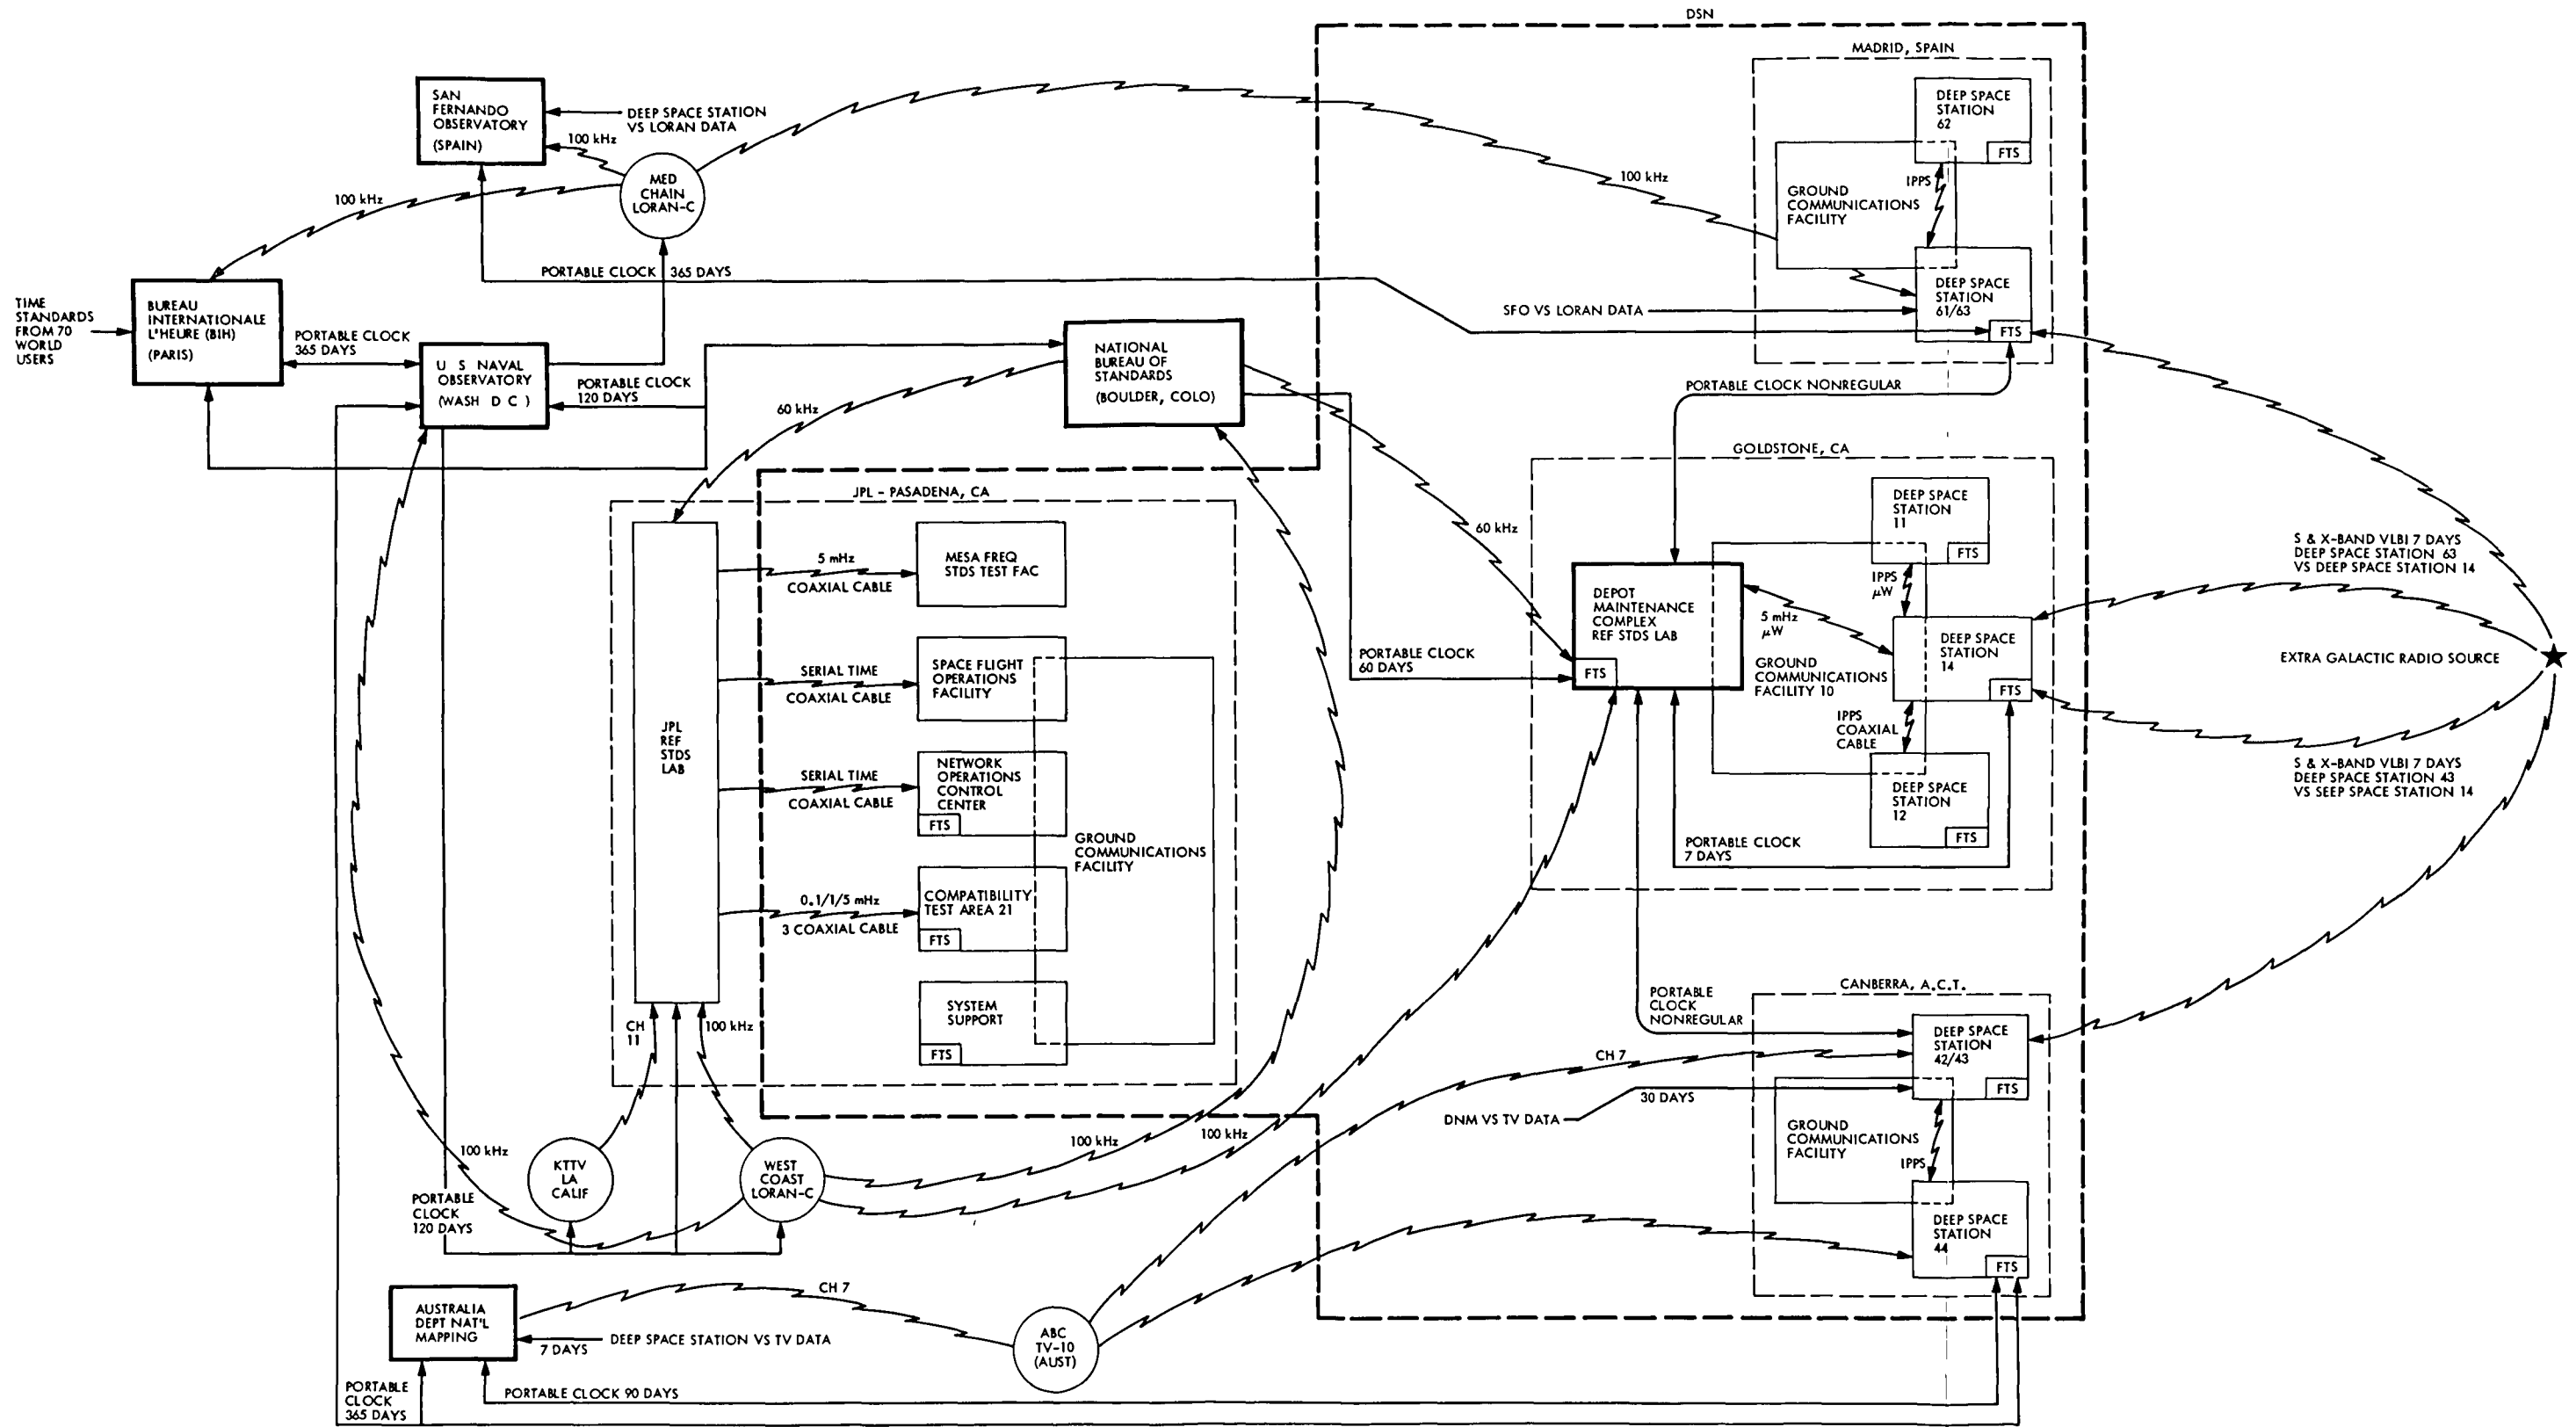 DSN
MADRID, SPAIN
SAN
FERNANDO
OBSERVATORY
(SPAIN)
DEEP SPACE STATION
VS LORAN DATA
100 kHz
MED
CHAIN
LORAN-C
100 kHz
100 kHz
DEEP SPACE
STATION
62
FTS
IPPS
GROUND
COMMUNICATIONS
FACILITY
DEEP SPACE
STATION
61/63
FTS
SFO VS LORAN DATA
PORTABLE CLOCK 365 DAYS
TIME
STANDARDS
FROM 70
WORLD
USERS
BUREAU
INTERNATIONALE
L'HEURE (BIH)
(PARIS)
PORTABLE CLOCK
365 DAYS
U S NAVAL
OBSERVATORY
(WASH D C)
PORTABLE CLOCK
120 DAYS
NATIONAL
BUREAU OF
STANDARDS
(BOULDER, COLO)
60 kHz
PORTABLE CLOCK NONREGULAR
GOLDSTONE, CA
JPL - PASADENA, CA
JPL
REF
STDS
LAB
5 mHz
COAXIAL CABLE
MESA FREQ
STDS TEST FAC
SERIAL TIME
COAXIAL CABLE
SPACE FLIGHT
OPERATIONS
FACILITY
SERIAL TIME
COAXIAL CABLE
NETWORK
OPERATIONS
CONTROL
CENTER
FTS
GROUND
COMMUNICATIONS
FACILITY
0.1/1/5 mHz
3 COAXIAL CABLE
COMPATIBILITY
TEST AREA 21
FTS
SYSTEM
SUPPORT
FTS
60 kHz
PORTABLE CLOCK
60 DAYS
DEPOT
MAINTENANCE
COMPLEX
REF STDS LAB
FTS
DEEP SPACE
STATION
11
FTS
IPPS
μW
5 mHz
μW
DEEP SPACE
STATION
14
FTS
GROUND
COMMUNICATIONS
FACILITY 10
IPPS
COAXIAL
CABLE
DEEP SPACE
STATION
12
FTS
PORTABLE CLOCK
7 DAYS
S & X-BAND VLBI 7 DAYS
DEEP SPACE STATION 63
VS DEEP SPACE STATION 14
EXTRA GALACTIC RADIO SOURCE
S & X-BAND VLBI 7 DAYS
DEEP SPACE STATION 43
VS SEEP SPACE STATION 14
CH
11
100 kHz
PORTABLE
CLOCK
NONREGULAR
CANBERRA, A.C.T.
DEEP SPACE
STATION
42/43
FTS
CH 7
30 DAYS
DNM VS TV DATA
GROUND
COMMUNICATIONS
FACILITY
IPPS
DEEP SPACE
STATION
44
FTS
100 kHz
KTTV
LA
CALIF
WEST
COAST
LORAN-C
100 kHz
100 kHz
PORTABLE
CLOCK
120 DAYS
AUSTRALIA
DEPT NAT'L
MAPPING
CH 7
DEEP SPACE STATION VS TV DATA
7 DAYS
ABC
TV-10
(AUST)
PORTABLE
CLOCK
365 DAYS
PORTABLE CLOCK 90 DAYS